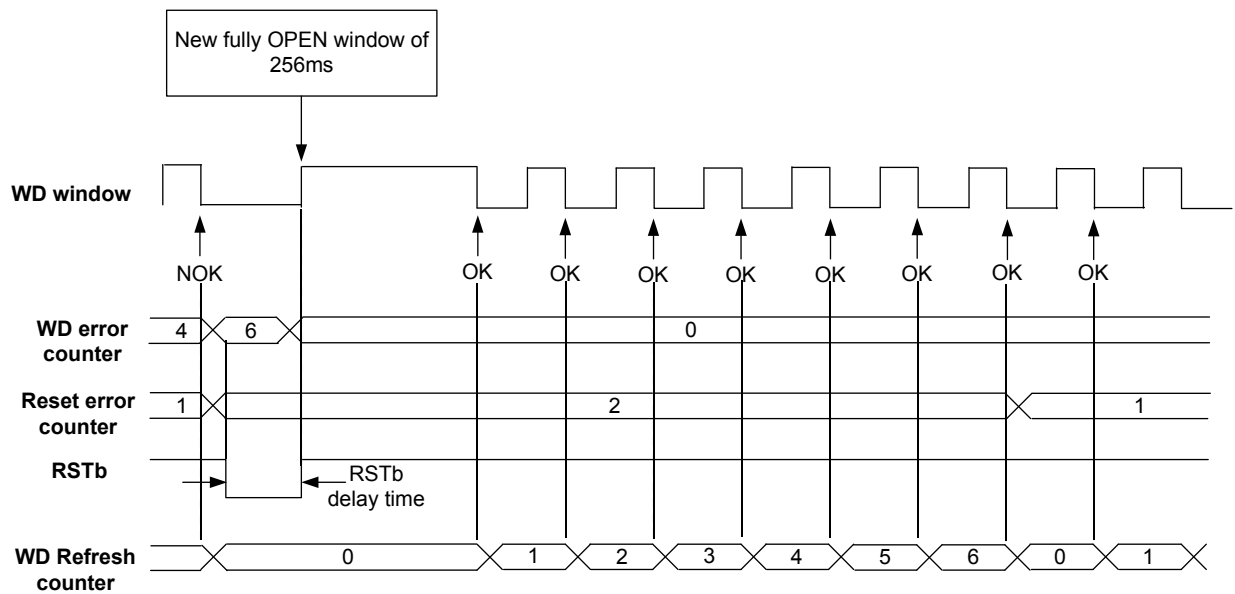 New fully OPEN window of
256ms
WD window
NOK
OK
OK
OK
OK
OK
OK
OK
OK
WD error
counter
4
6
0
Reset error
counter
1
2
1
RSTb
RSTb
delay time
WD Refresh
counter
0
1
2
3
4
5
6
0
1